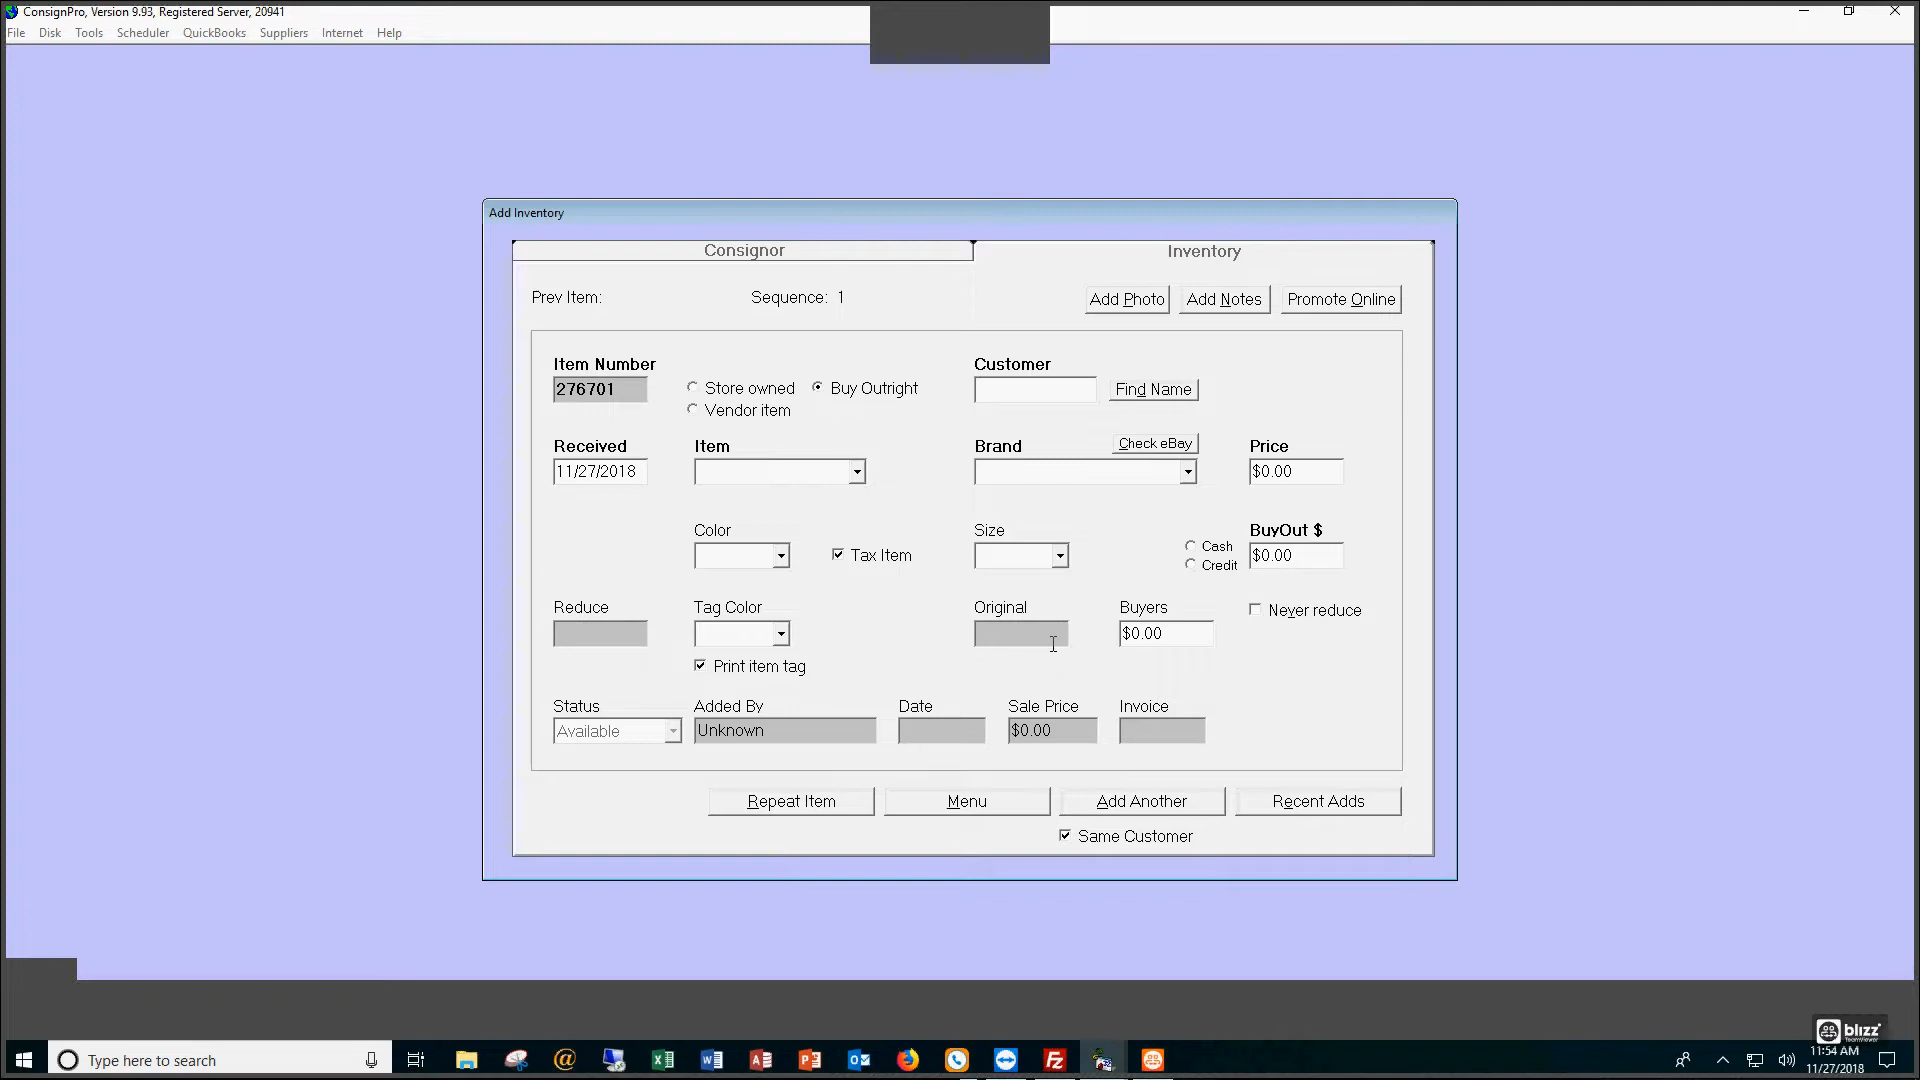 ConsignPro, Version 9.93, Registered Server, 20941
File Disk Tools Scheduler QuickBooks Suppliers Internet Help
Add Inventory
Consignor Inventory
Prev Item: Sequence: 1 Add Photo Add Notes Promote Online
Item Number Customer
276701 Store owned Buy Outright Find Name
Vendor item
Received Item Brand Check eBay Price
11/27/2018 $0.00
Color Size BuyOut $
Tax Item Cash $0.00
Credit
Reduce Tag Color Original Buyers Never reduce
$0.00
Print item tag
Status Added By Date Sale Price Invoice
Available Unknown $0.00
Repeat Item Menu Add Another Recent Adds
Same Customer
blizz
TeamViewer
Type here to search
11:54 AM
11/27/2018